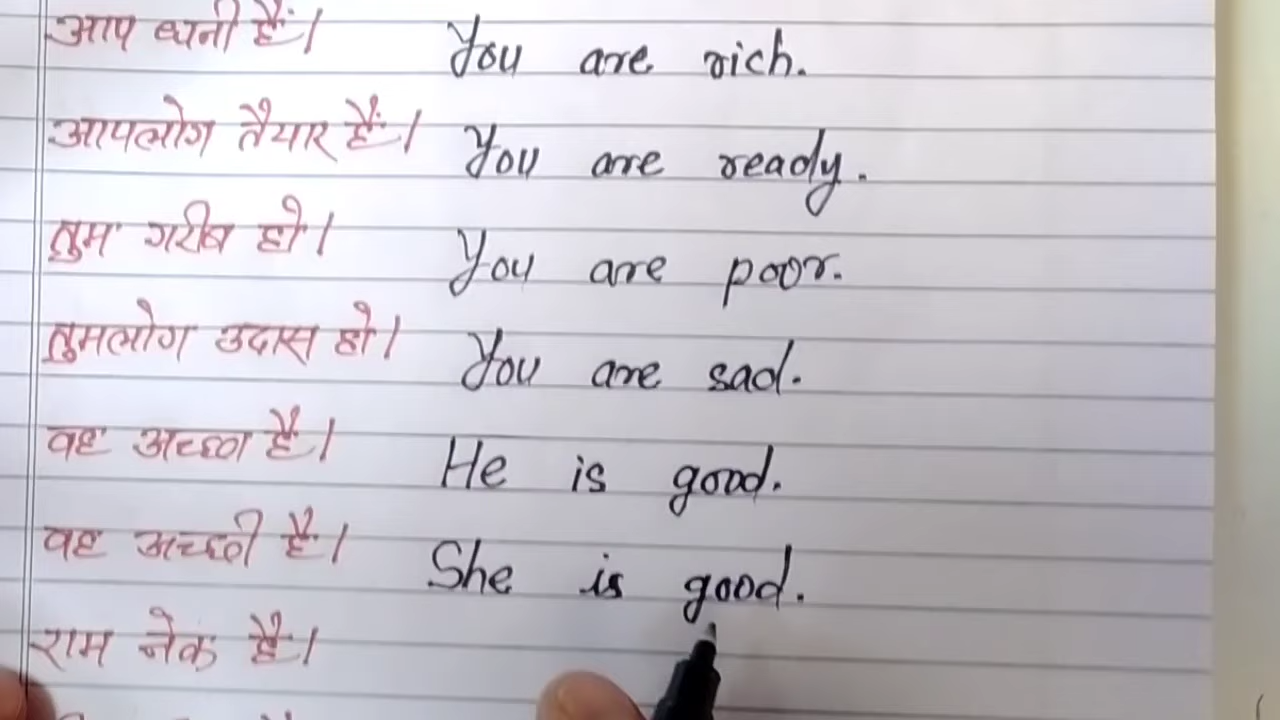 आप धनी हैं। You are rich.
आपलोग तैयार हैं। You are ready.
तुम गरीब हो। You are poor.
तुमलोग उदास हो। You are sad.
वह अच्छा है। He is good.
वह अच्छी है। She is good.
राम नेक है।